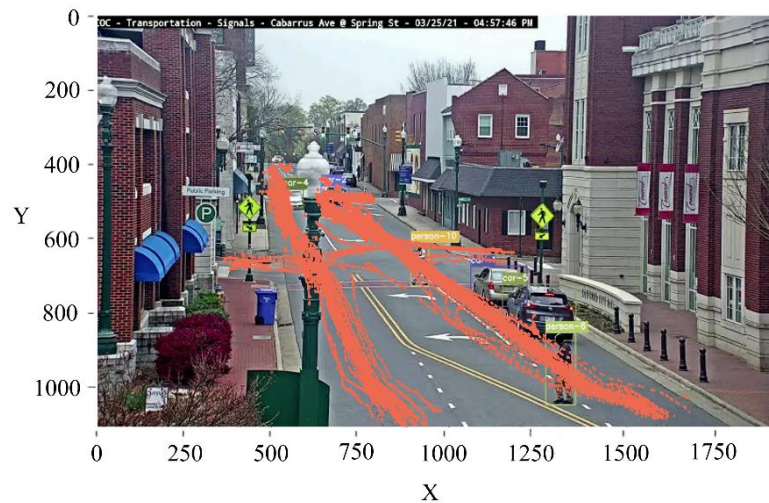 COC - Transportation - Signals - Cabarrus Ave @ Spring St - 03/25/21 - 04:57:46 PM
0
200
400
Y
600
800
1000
car-4
Public Parking
P
person-10
car-5
person-6
0 250 500 750 1000 1250 1500 1750
X